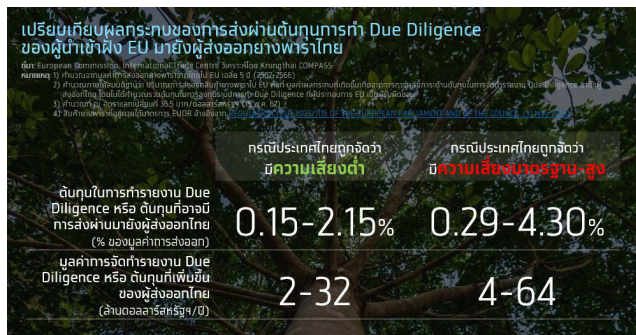 เปรียบเทียบผลกระทบของการส่งผ่านต้นทุนการทำ Due Diligence
ของผู้นำเข้าฝั่ง EU มายังผู้ส่งออกยางพาราไทย
ที่มา: European Commission, International Trade Centre วิเคราะห์โดย Krungthai COMPASS
หมายเหตุ: 1) คำนวณจากมูลค่าการส่งออกยางพาราจากไทยไป EU เฉลี่ย 5 ปี (2562-2566)
3) คำนวณ ณ อัตราแลกเปลี่ยนที่ 36.5 บาท/ดอลลาร์สหรัฐฯ (15 พ.ค. 67)
กรณีประเทศไทยถูกจัดว่า
มีความเสี่ยงต่ำ
กรณีประเทศไทยถูกจัดว่า
มีความเสี่ยงมาตรฐาน-สูง
ต้นทุนในการทำรายงาน Due
Diligence หรือ ต้นทุนที่อาจมี
การส่งผ่านมายังผู้ส่งออกไทย
(% ของมูลค่าการส่งออก)
0.15-2.15%
0.29-4.30%
มูลค่าการจัดทำรายงาน Due
Diligence หรือ ต้นทุนที่เพิ่มขึ้น
ของผู้ส่งออกไทย
(ล้านดอลลาร์สหรัฐฯ/ปี)
2-32
4-64